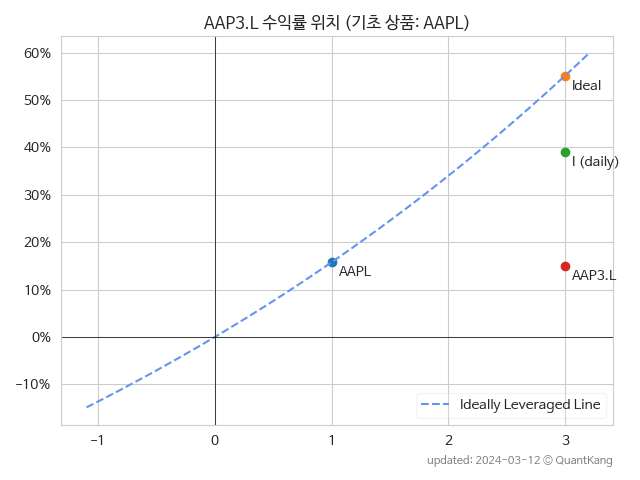 AAP3.L 수익률 위치 (기초 상품: AAPL)
60%
50%
40%
30%
20%
10%
0%
−10%
Ideal
I (daily)
AAPL
AAP3.L
Ideally Leveraged Line
−1 0 1 2 3
updated: 2024-03-12 © QuantKang